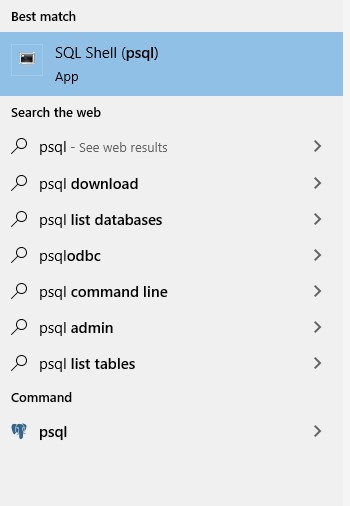 Best match
SQL Shell (psql)
App
Search the web
psql - See web results
psql download
psql list databases
psqlodbc
psql command line
psql admin
psql list tables
Command
psql